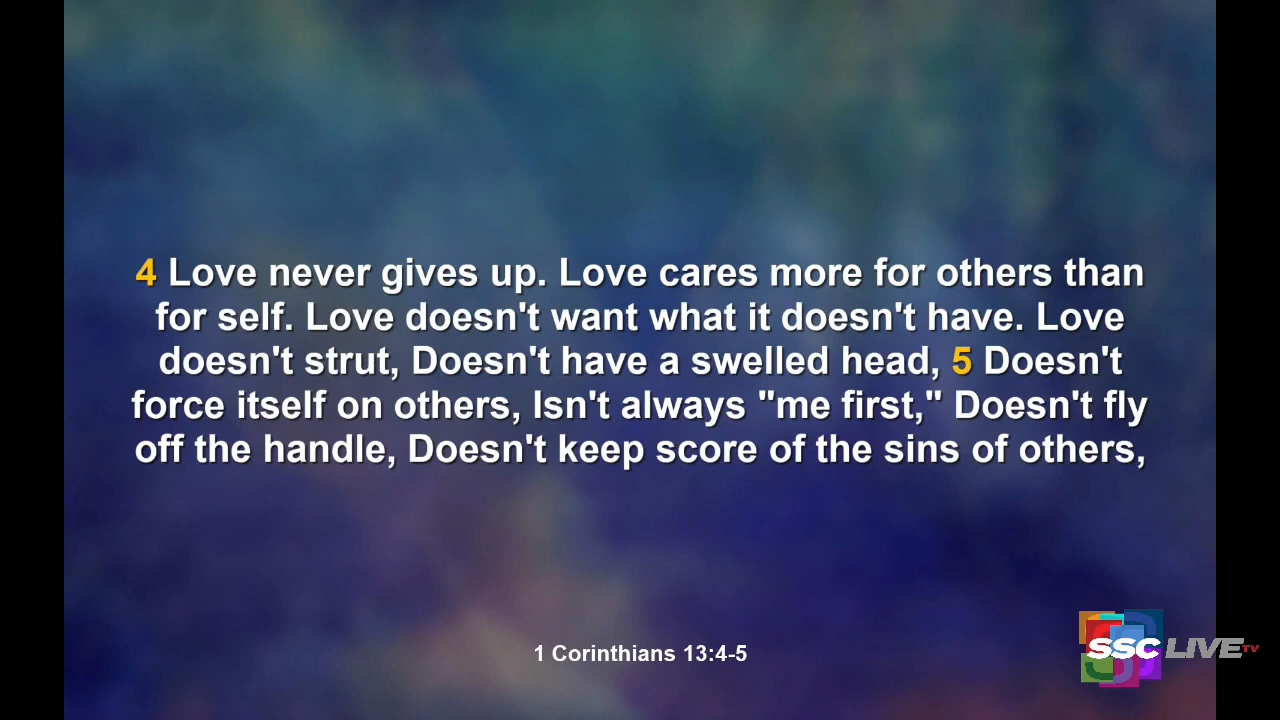 4 Love never gives up. Love cares more for others than
for self. Love doesn't want what it doesn't have. Love
doesn't strut, Doesn't have a swelled head, 5 Doesn't
force itself on others, Isn't always "me first," Doesn't fly
off the handle, Doesn't keep score of the sins of others,
1 Corinthians 13:4-5
SSC LIVE TV